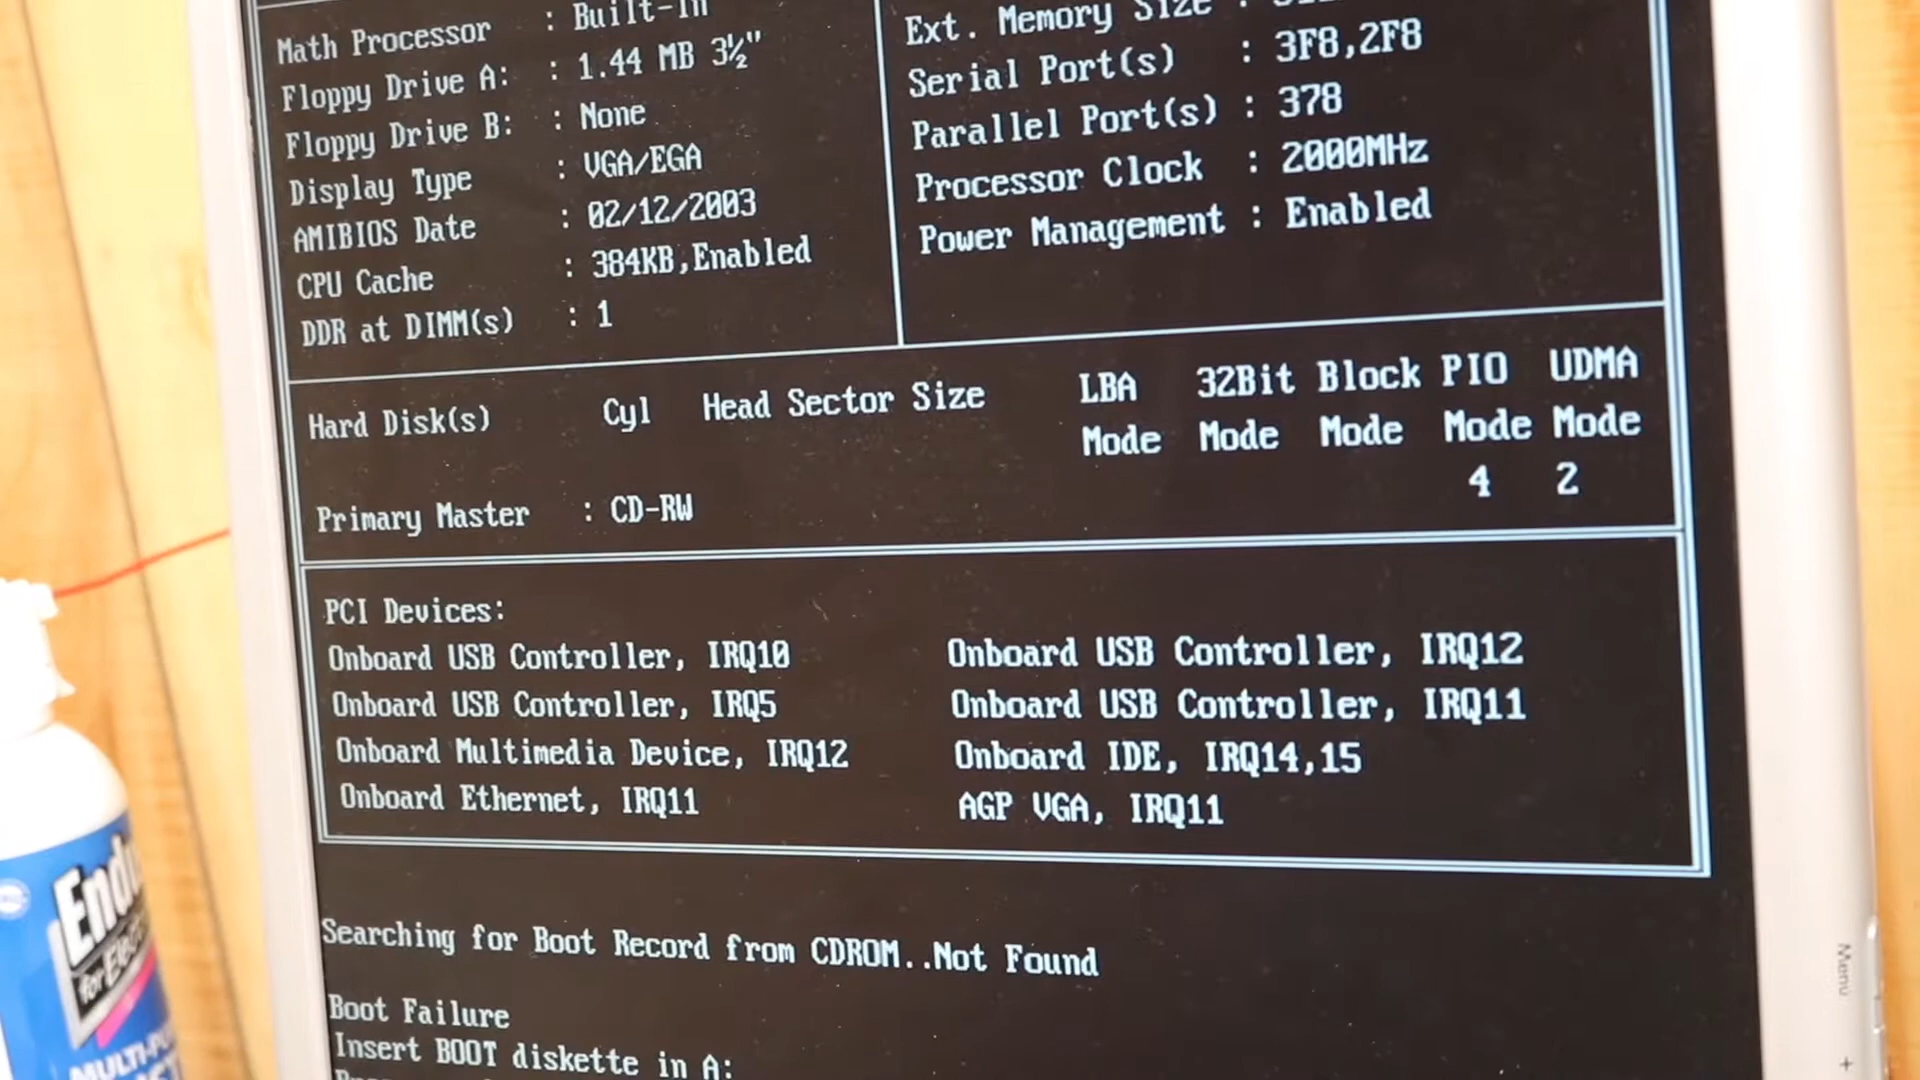 Math Processor : Built-In
Floppy Drive A: : 1.44 MB 3½"
Floppy Drive B: : None
Display Type : VGA/EGA
AMIBIOS Date : 02/12/2003
CPU Cache : 384KB,Enabled
DDR at DIMM(s) : 1
Ext. Memory Size :
Serial Port(s) : 3F8,2F8
Parallel Port(s) : 378
Processor Clock : 2000MHz
Power Management : Enabled
Hard Disk(s) Cyl Head Sector Size LBA 32Bit Block PIO UDMA
Mode Mode Mode Mode Mode
Primary Master : CD-RW 4 2
PCI Devices:
Onboard USB Controller, IRQ10 Onboard USB Controller, IRQ12
Onboard USB Controller, IRQ5 Onboard USB Controller, IRQ11
Onboard Multimedia Device, IRQ12 Onboard IDE, IRQ14,15
Onboard Ethernet, IRQ11 AGP VGA, IRQ11
Searching for Boot Record from CDROM..Not Found
Boot Failure
Insert BOOT diskette in A:
Menu
+
for